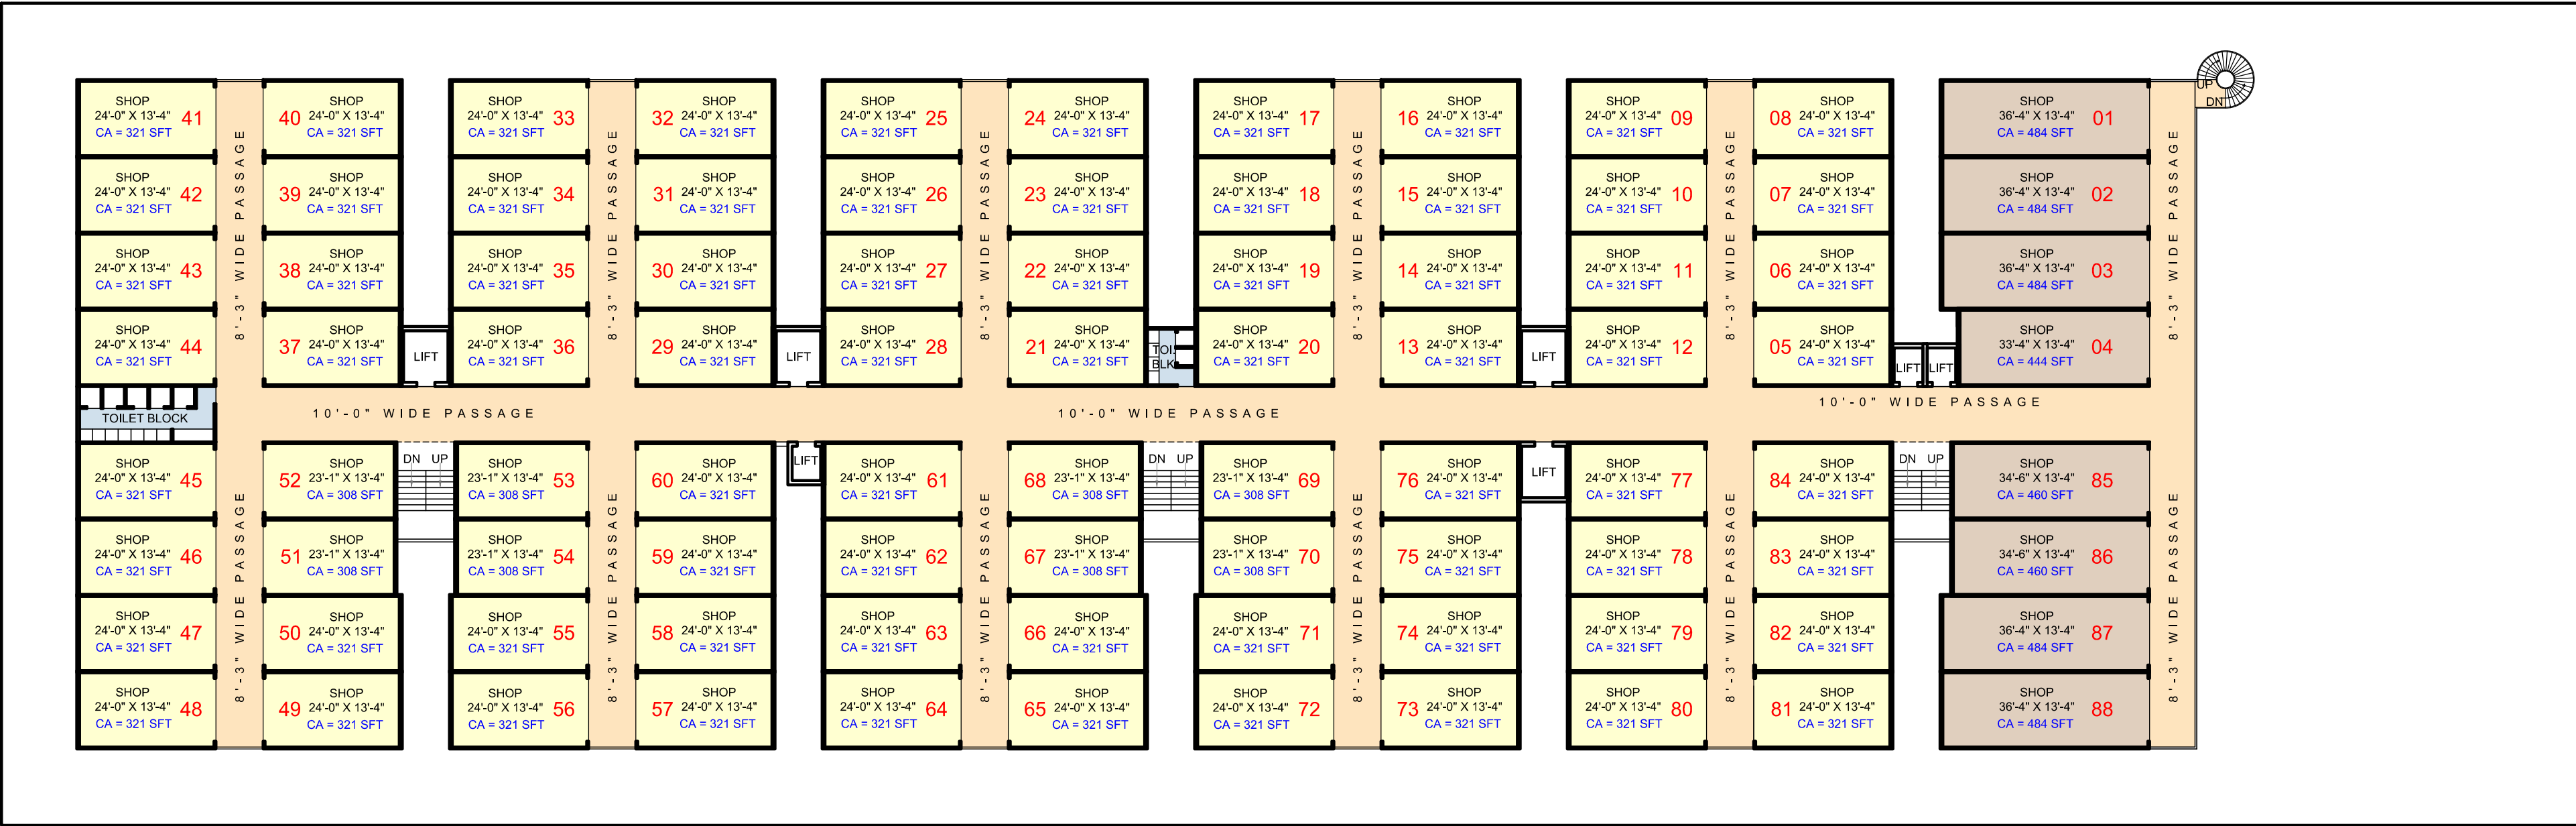 SHOP SHOP SHOP SHOP SHOP SHOP SHOP SHOP SHOP SHOP SHOP UP
24'-0" X 13'-4" 41 40 24'-0" X 13'-4" 24'-0" X 13'-4" 33 32 24'-0" X 13'-4" 24'-0" X 13'-4" 25 24 24'-0" X 13'-4" 24'-0" X 13'-4" 17 16 24'-0" X 13'-4" 24'-0" X 13'-4" 09 08 24'-0" X 13'-4" 36'-4" X 13'-4" 01 DN
CA = 321 SFT CA = 321 SFT CA = 321 SFT CA = 321 SFT CA = 321 SFT CA = 321 SFT CA = 321 SFT CA = 321 SFT CA = 321 SFT CA = 321 SFT CA = 484 SFT
8'-3" WIDE PASSAGE 8'-3" WIDE PASSAGE 8'-3" WIDE PASSAGE 8'-3" WIDE PASSAGE 8'-3" WIDE PASSAGE 8'-3" WIDE PASSAGE
SHOP SHOP SHOP SHOP SHOP SHOP SHOP SHOP SHOP SHOP SHOP
24'-0" X 13'-4" 42 39 24'-0" X 13'-4" 24'-0" X 13'-4" 34 31 24'-0" X 13'-4" 24'-0" X 13'-4" 26 23 24'-0" X 13'-4" 24'-0" X 13'-4" 18 15 24'-0" X 13'-4" 24'-0" X 13'-4" 10 07 24'-0" X 13'-4" 36'-4" X 13'-4" 02
CA = 321 SFT CA = 321 SFT CA = 321 SFT CA = 321 SFT CA = 321 SFT CA = 321 SFT CA = 321 SFT CA = 321 SFT CA = 321 SFT CA = 321 SFT CA = 484 SFT
SHOP SHOP SHOP SHOP SHOP SHOP SHOP SHOP SHOP SHOP SHOP
24'-0" X 13'-4" 43 38 24'-0" X 13'-4" 24'-0" X 13'-4" 35 30 24'-0" X 13'-4" 24'-0" X 13'-4" 27 22 24'-0" X 13'-4" 24'-0" X 13'-4" 19 14 24'-0" X 13'-4" 24'-0" X 13'-4" 11 06 24'-0" X 13'-4" 36'-4" X 13'-4" 03
CA = 321 SFT CA = 321 SFT CA = 321 SFT CA = 321 SFT CA = 321 SFT CA = 321 SFT CA = 321 SFT CA = 321 SFT CA = 321 SFT CA = 321 SFT CA = 484 SFT
SHOP SHOP SHOP SHOP SHOP SHOP SHOP SHOP SHOP SHOP SHOP
24'-0" X 13'-4" 44 37 24'-0" X 13'-4" LIFT 24'-0" X 13'-4" 36 29 24'-0" X 13'-4" LIFT 24'-0" X 13'-4" 28 21 24'-0" X 13'-4" TOI. 24'-0" X 13'-4" 20 13 24'-0" X 13'-4" LIFT 24'-0" X 13'-4" 12 05 24'-0" X 13'-4" LIFT LIFT 33'-4" X 13'-4" 04
CA = 321 SFT CA = 321 SFT CA = 321 SFT CA = 321 SFT CA = 321 SFT CA = 321 SFT BLK CA = 321 SFT CA = 321 SFT CA = 321 SFT CA = 321 SFT CA = 444 SFT
TOILET BLOCK 10'-0" WIDE PASSAGE 10'-0" WIDE PASSAGE 10'-0" WIDE PASSAGE
SHOP SHOP DN UP SHOP SHOP LIFT SHOP SHOP DN UP SHOP SHOP SHOP SHOP DN UP SHOP
24'-0" X 13'-4" 45 52 23'-1" X 13'-4" 23'-1" X 13'-4" 53 60 24'-0" X 13'-4" 24'-0" X 13'-4" 61 68 23'-1" X 13'-4" 23'-1" X 13'-4" 69 76 24'-0" X 13'-4" LIFT 24'-0" X 13'-4" 77 84 24'-0" X 13'-4" 34'-6" X 13'-4" 85
CA = 321 SFT CA = 308 SFT CA = 308 SFT CA = 321 SFT CA = 321 SFT CA = 308 SFT CA = 308 SFT CA = 321 SFT CA = 321 SFT CA = 321 SFT CA = 460 SFT
8'-3" WIDE PASSAGE 8'-3" WIDE PASSAGE 8'-3" WIDE PASSAGE 8'-3" WIDE PASSAGE 8'-3" WIDE PASSAGE 8'-3" WIDE PASSAGE
SHOP SHOP SHOP SHOP SHOP SHOP SHOP SHOP SHOP SHOP SHOP
24'-0" X 13'-4" 46 51 23'-1" X 13'-4" 23'-1" X 13'-4" 54 59 24'-0" X 13'-4" 24'-0" X 13'-4" 62 67 23'-1" X 13'-4" 23'-1" X 13'-4" 70 75 24'-0" X 13'-4" 24'-0" X 13'-4" 78 83 24'-0" X 13'-4" 34'-6" X 13'-4" 86
CA = 321 SFT CA = 308 SFT CA = 308 SFT CA = 321 SFT CA = 321 SFT CA = 308 SFT CA = 308 SFT CA = 321 SFT CA = 321 SFT CA = 321 SFT CA = 460 SFT
SHOP SHOP SHOP SHOP SHOP SHOP SHOP SHOP SHOP SHOP SHOP
24'-0" X 13'-4" 47 50 24'-0" X 13'-4" 24'-0" X 13'-4" 55 58 24'-0" X 13'-4" 24'-0" X 13'-4" 63 66 24'-0" X 13'-4" 24'-0" X 13'-4" 71 74 24'-0" X 13'-4" 24'-0" X 13'-4" 79 82 24'-0" X 13'-4" 36'-4" X 13'-4" 87
CA = 321 SFT CA = 321 SFT CA = 321 SFT CA = 321 SFT CA = 321 SFT CA = 321 SFT CA = 321 SFT CA = 321 SFT CA = 321 SFT CA = 321 SFT CA = 484 SFT
SHOP SHOP SHOP SHOP SHOP SHOP SHOP SHOP SHOP SHOP SHOP
24'-0" X 13'-4" 48 49 24'-0" X 13'-4" 24'-0" X 13'-4" 56 57 24'-0" X 13'-4" 24'-0" X 13'-4" 64 65 24'-0" X 13'-4" 24'-0" X 13'-4" 72 73 24'-0" X 13'-4" 24'-0" X 13'-4" 80 81 24'-0" X 13'-4" 36'-4" X 13'-4" 88
CA = 321 SFT CA = 321 SFT CA = 321 SFT CA = 321 SFT CA = 321 SFT CA = 321 SFT CA = 321 SFT CA = 321 SFT CA = 321 SFT CA = 321 SFT CA = 484 SFT